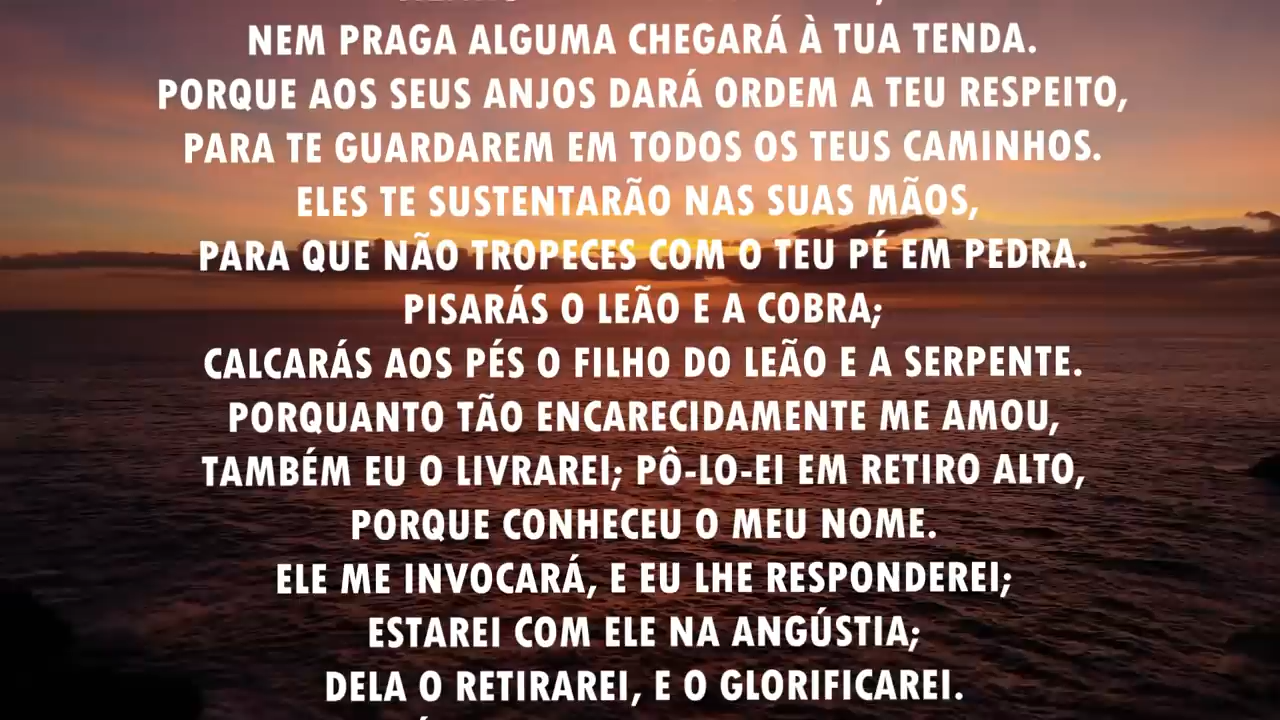 NEM PRAGA ALGUMA CHEGARÁ À TUA TENDA.
PORQUE AOS SEUS ANJOS DARÁ ORDEM A TEU RESPEITO,
PARA TE GUARDAREM EM TODOS OS TEUS CAMINHOS.
ELES TE SUSTENTARÃO NAS SUAS MÃOS,
PARA QUE NÃO TROPECES COM O TEU PÉ EM PEDRA.
PISARÁS O LEÃO E A COBRA;
CALCARÁS AOS PÉS O FILHO DO LEÃO E A SERPENTE.
PORQUANTO TÃO ENCARECIDAMENTE ME AMOU,
TAMBÉM EU O LIVRAREI; PÔ-LO-EI EM RETIRO ALTO,
PORQUE CONHECEU O MEU NOME.
ELE ME INVOCARÁ, E EU LHE RESPONDEREI;
ESTAREI COM ELE NA ANGÚSTIA;
DELA O RETIRAREI, E O GLORIFICAREI.